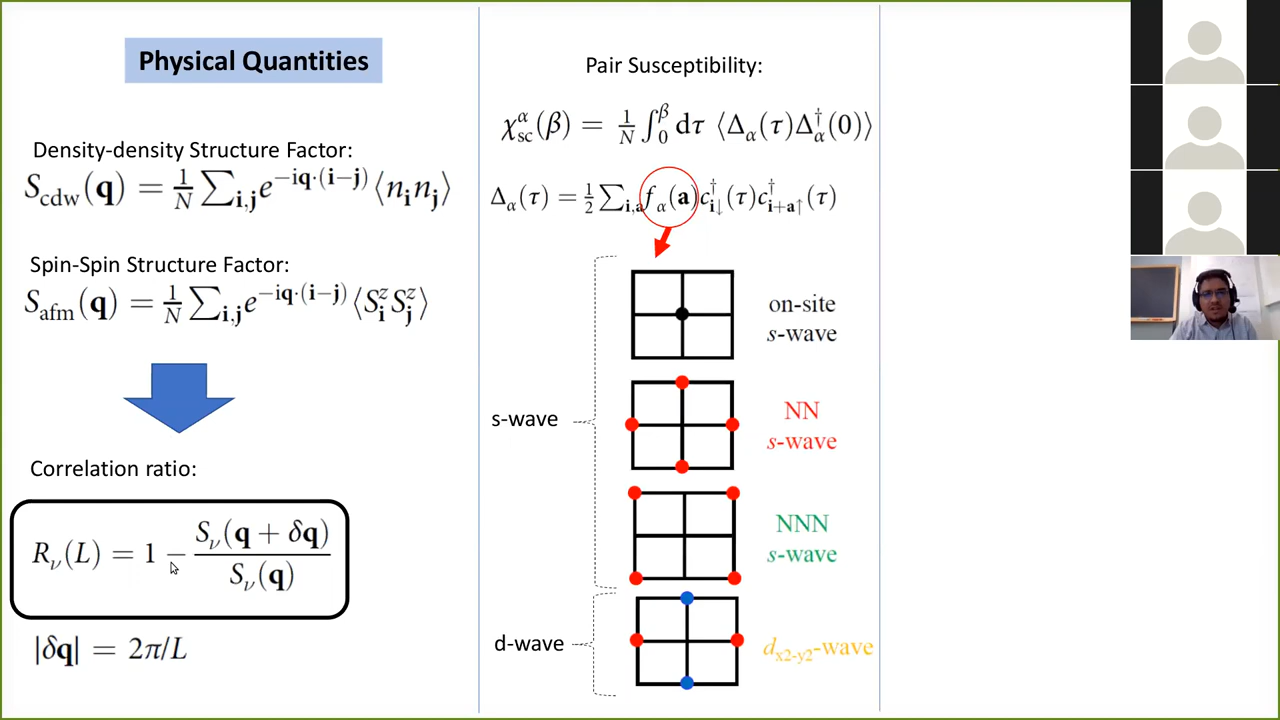 Physical Quantities
Density-density Structure Factor:
S_cdw(q) = 1/N ∑_{i,j} e^{−iq·(i−j)} ⟨n_i n_j⟩
Spin-Spin Structure Factor:
S_afm(q) = 1/N ∑_{i,j} e^{−iq·(i−j)} ⟨S_i^z S_j^z⟩
Correlation ratio:
R_ν(L) = 1 − S_ν(q + δq) / S_ν(q)
|δq| = 2π/L
Pair Susceptibility:
χ_sc^α(β) = 1/N ∫_0^β dτ ⟨Δ_α(τ)Δ_α^†(0)⟩
Δ_α(τ) = 1/2 ∑_{i,a} f_α(a) c_{i↓}^†(τ) c_{i+a↑}^†(τ)
s-wave
on-site
s-wave
NN
s-wave
NNN
s-wave
d-wave
d_{x2-y2}-wave